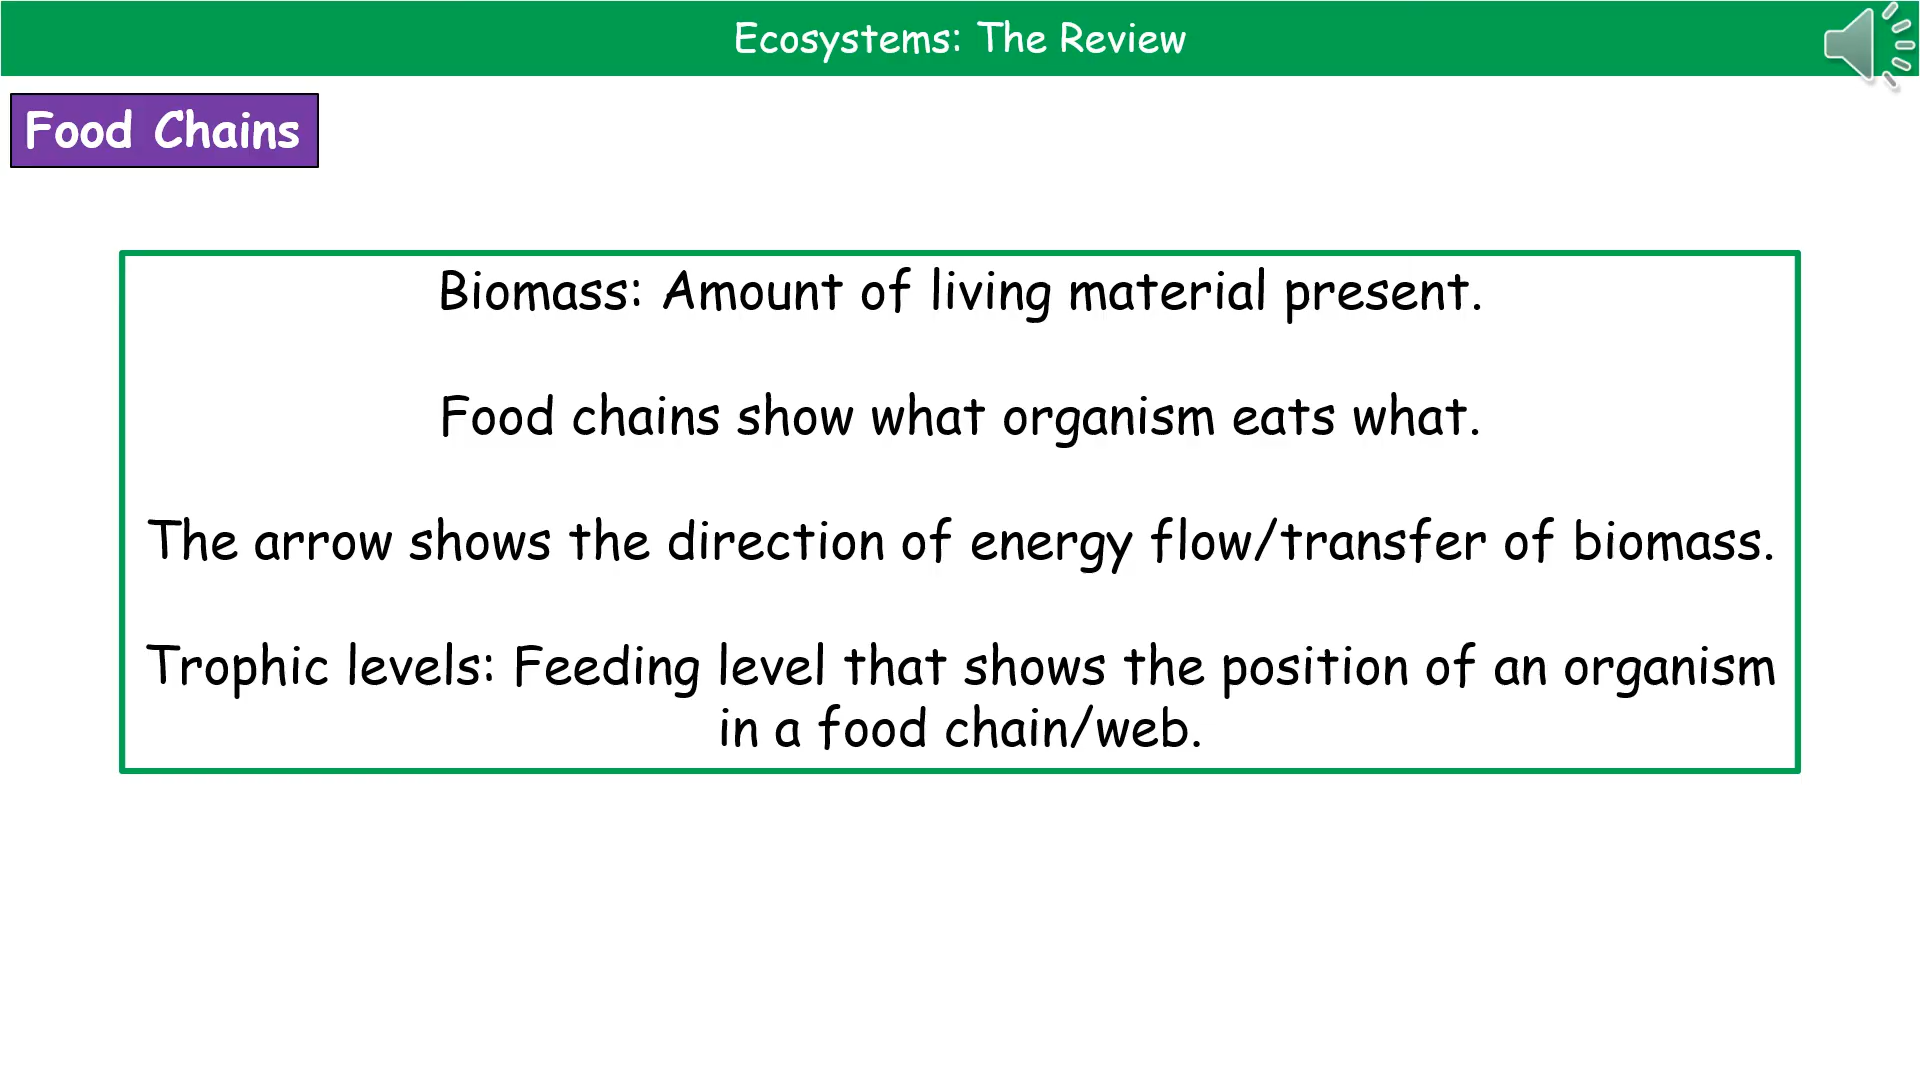 Ecosystems: The Review
Food Chains
Biomass: Amount of living material present.
Food chains show what organism eats what.
The arrow shows the direction of energy flow/transfer of biomass.
Trophic levels: Feeding level that shows the position of an organism
in a food chain/web.